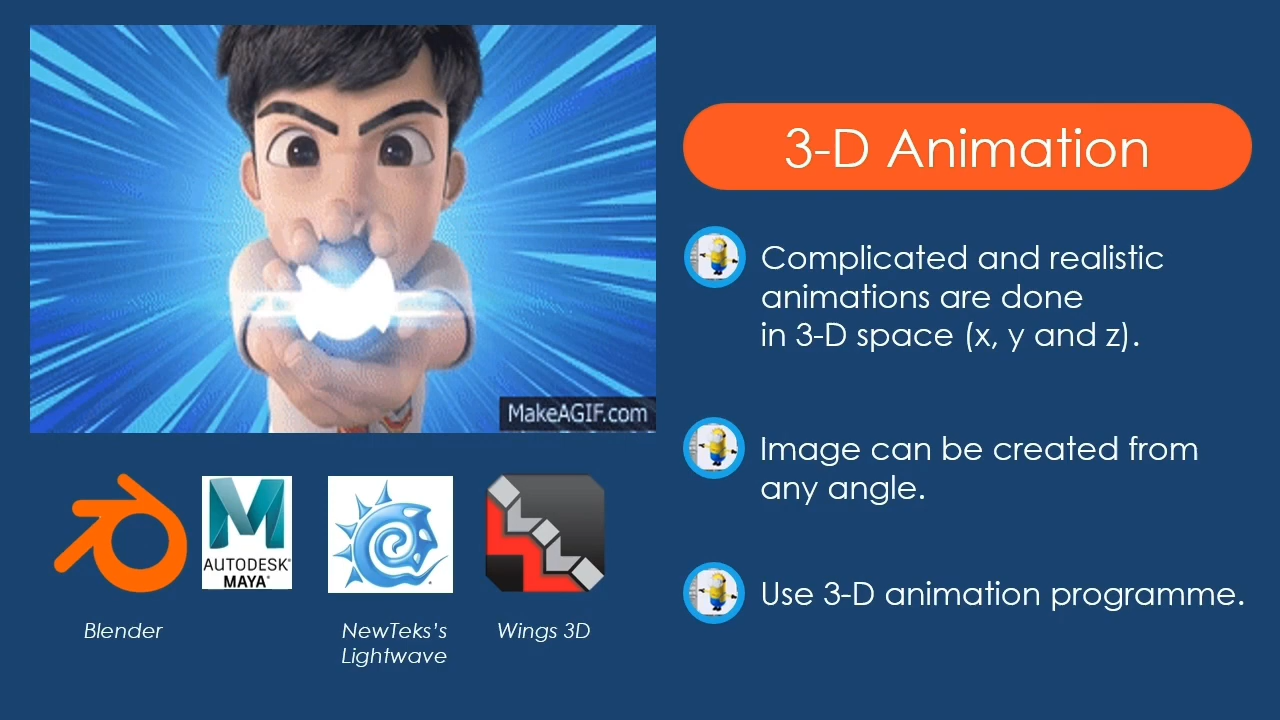 MakeAGIF.com
AUTODESK®
MAYA®
Blender
NewTeks’s
Lightwave
Wings 3D
3-D Animation
Complicated and realistic
animations are done
in 3-D space (x, y and z).
Image can be created from
any angle.
Use 3-D animation programme.